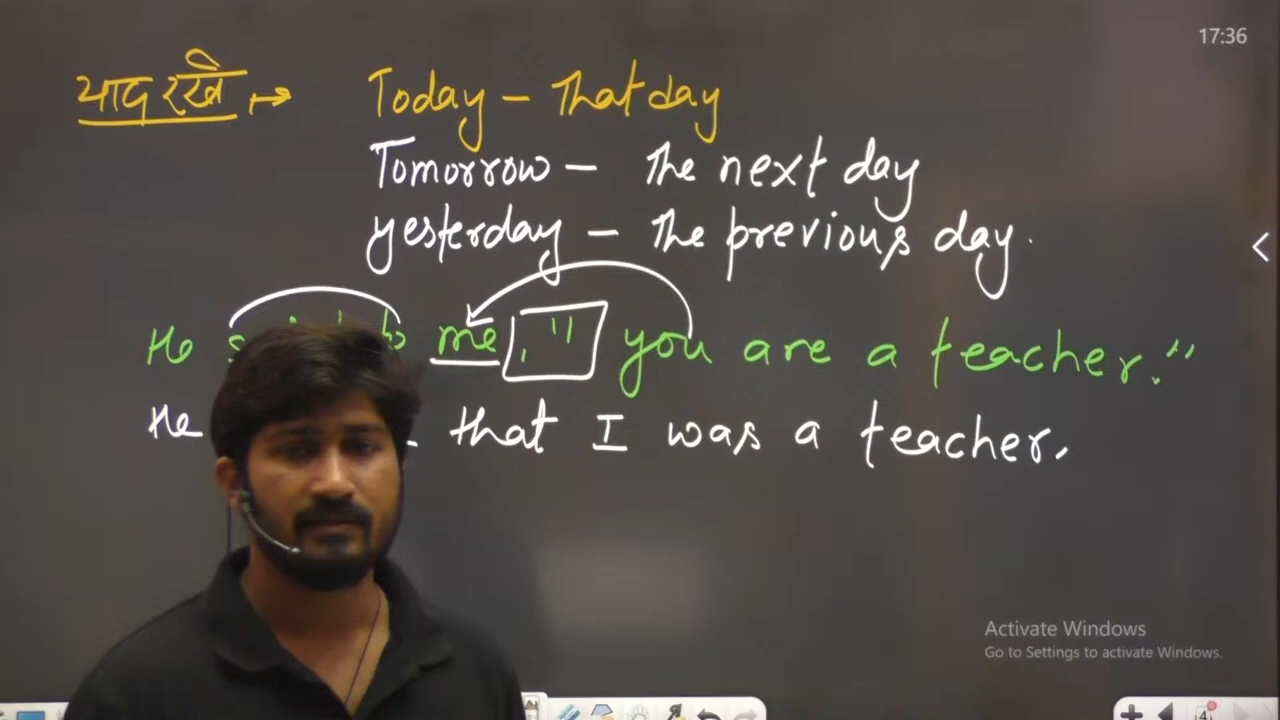 17:36
याद रखे → Today – That day
Tomorrow – The next day
yesterday – The previous day.
He me, " you are a teacher."
He that I was a teacher.
Activate Windows
Go to Settings to activate Windows.